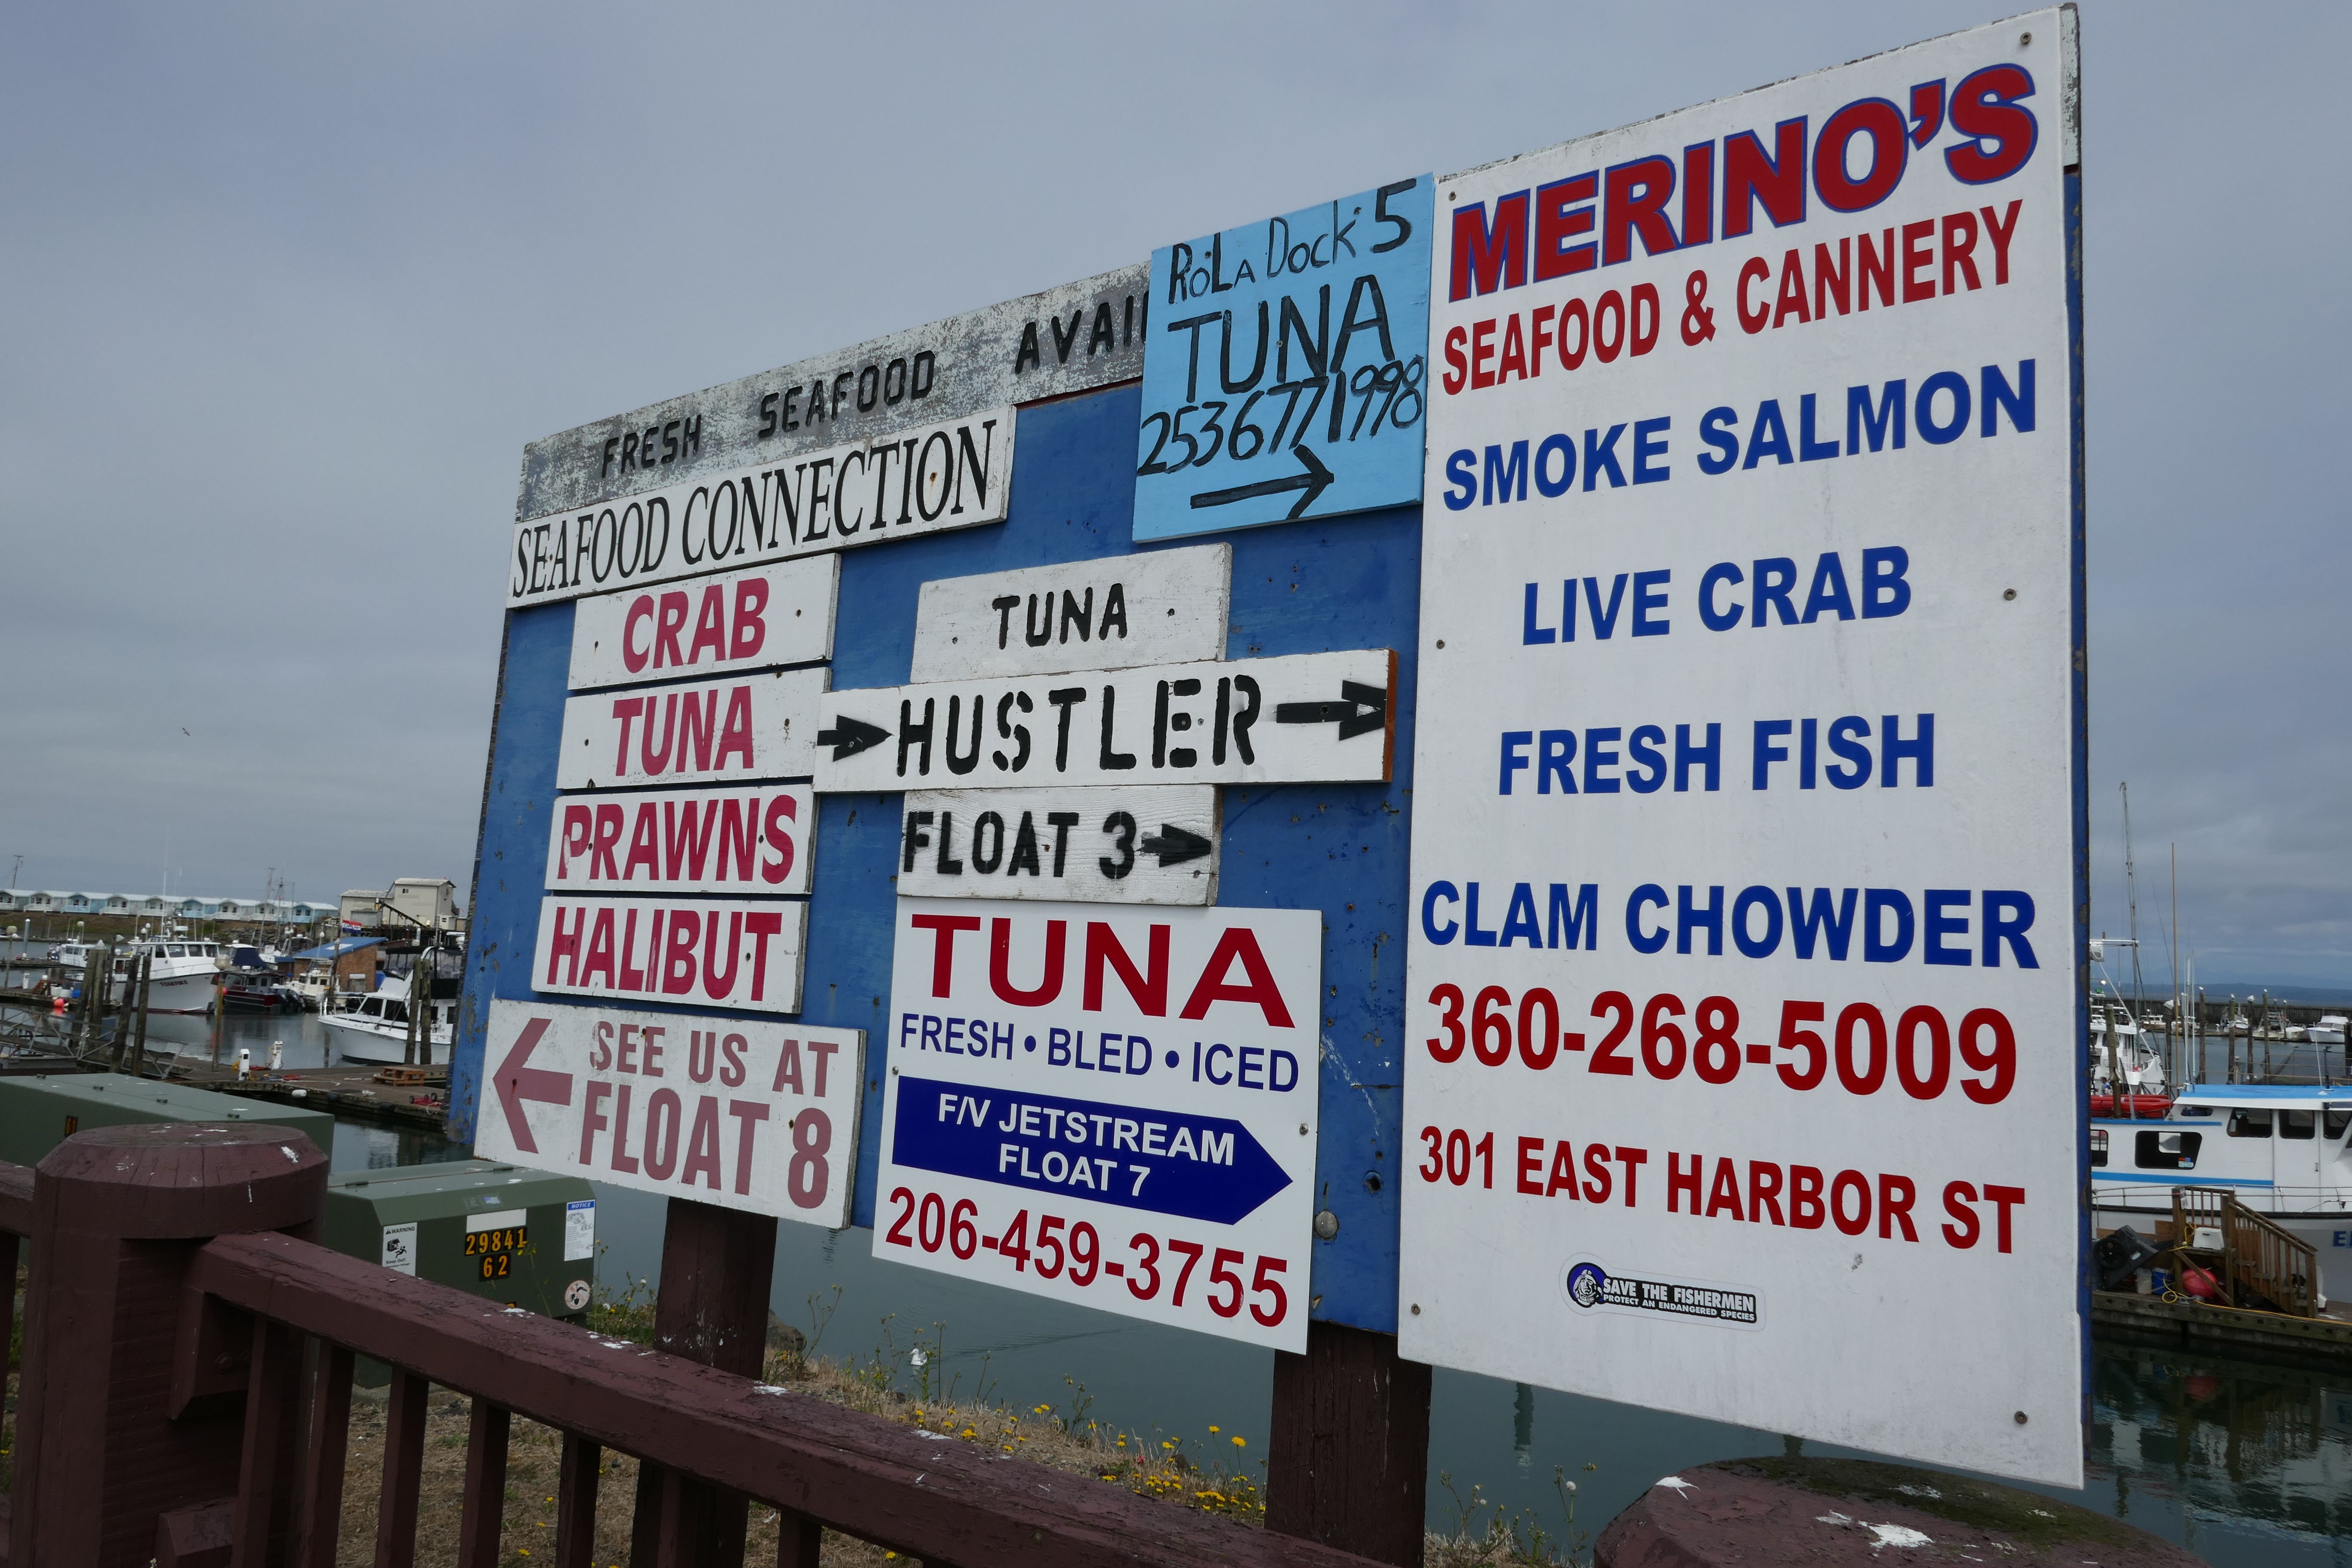 FRESH SEAFOOD AVAI
SEAFOOD CONNECTION
CRAB
TUNA
PRAWNS
HALIBUT
SEE US AT
FLOAT 8
RoLA Dock 5
TUNA
2536771998
TUNA
HUSTLER
FLOAT 3
TUNA
FRESH • BLED • ICED
F/V JETSTREAM
FLOAT 7
206-459-3755
MERINO'S
SEAFOOD & CANNERY
SMOKE SALMON
LIVE CRAB
FRESH FISH
CLAM CHOWDER
360-268-5009
301 EAST HARBOR ST
SAVE THE FISHERMEN
PROTECT AN ENDANGERED SPECIES
WARNING
29841
62
NOTICE